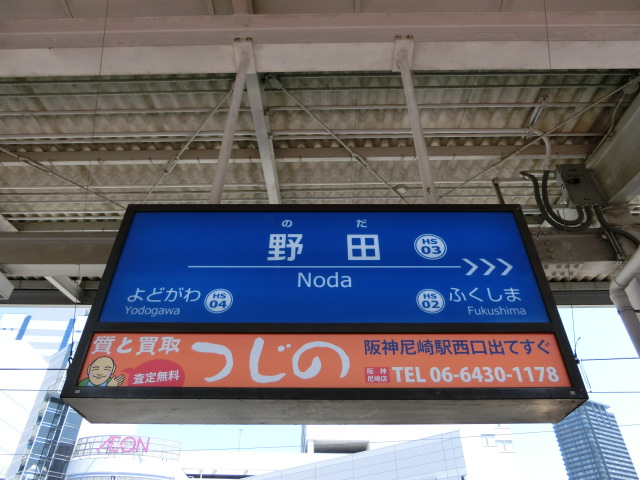 のだ
野田
HS
03
Noda
よどがわ
Yodogawa
HS
04
HS
02
ふくしま
Fukushima
質と買取
査定無料
つじの
阪神尼崎駅西口出てすぐ
阪神
尼崎店
TEL 06-6430-1178
AEON